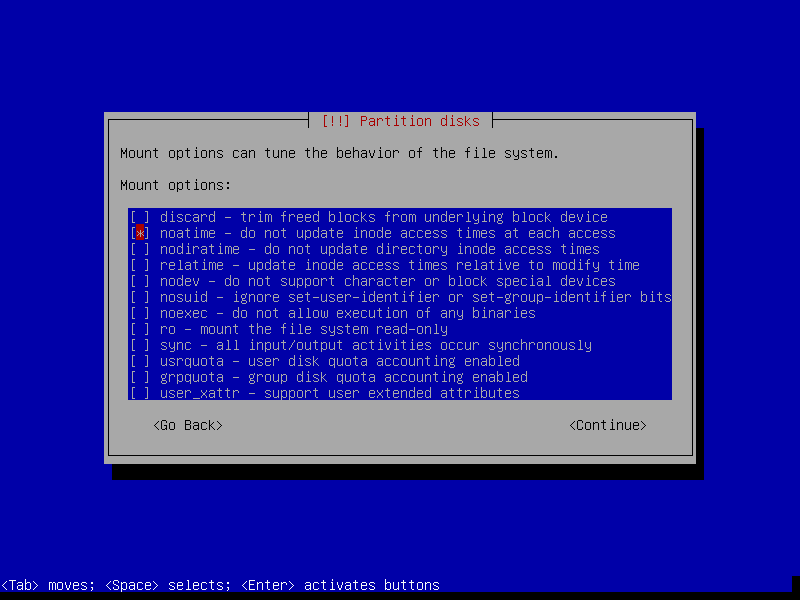 [!!] Partition disks
Mount options can tune the behavior of the file system.
Mount options:
[ ] discard - trim freed blocks from underlying block device
[*] noatime - do not update inode access times at each access
[ ] nodiratime - do not update directory inode access times
[ ] relatime - update inode access times relative to modify time
[ ] nodev - do not support character or block special devices
[ ] nosuid - ignore set-user-identifier or set-group-identifier bits
[ ] noexec - do not allow execution of any binaries
[ ] ro - mount the file system read-only
[ ] sync - all input/output activities occur synchronously
[ ] usrquota - user disk quota accounting enabled
[ ] grpquota - group disk quota accounting enabled
[ ] user_xattr - support user extended attributes
<Go Back> <Continue>
<Tab> moves; <Space> selects; <Enter> activates buttons